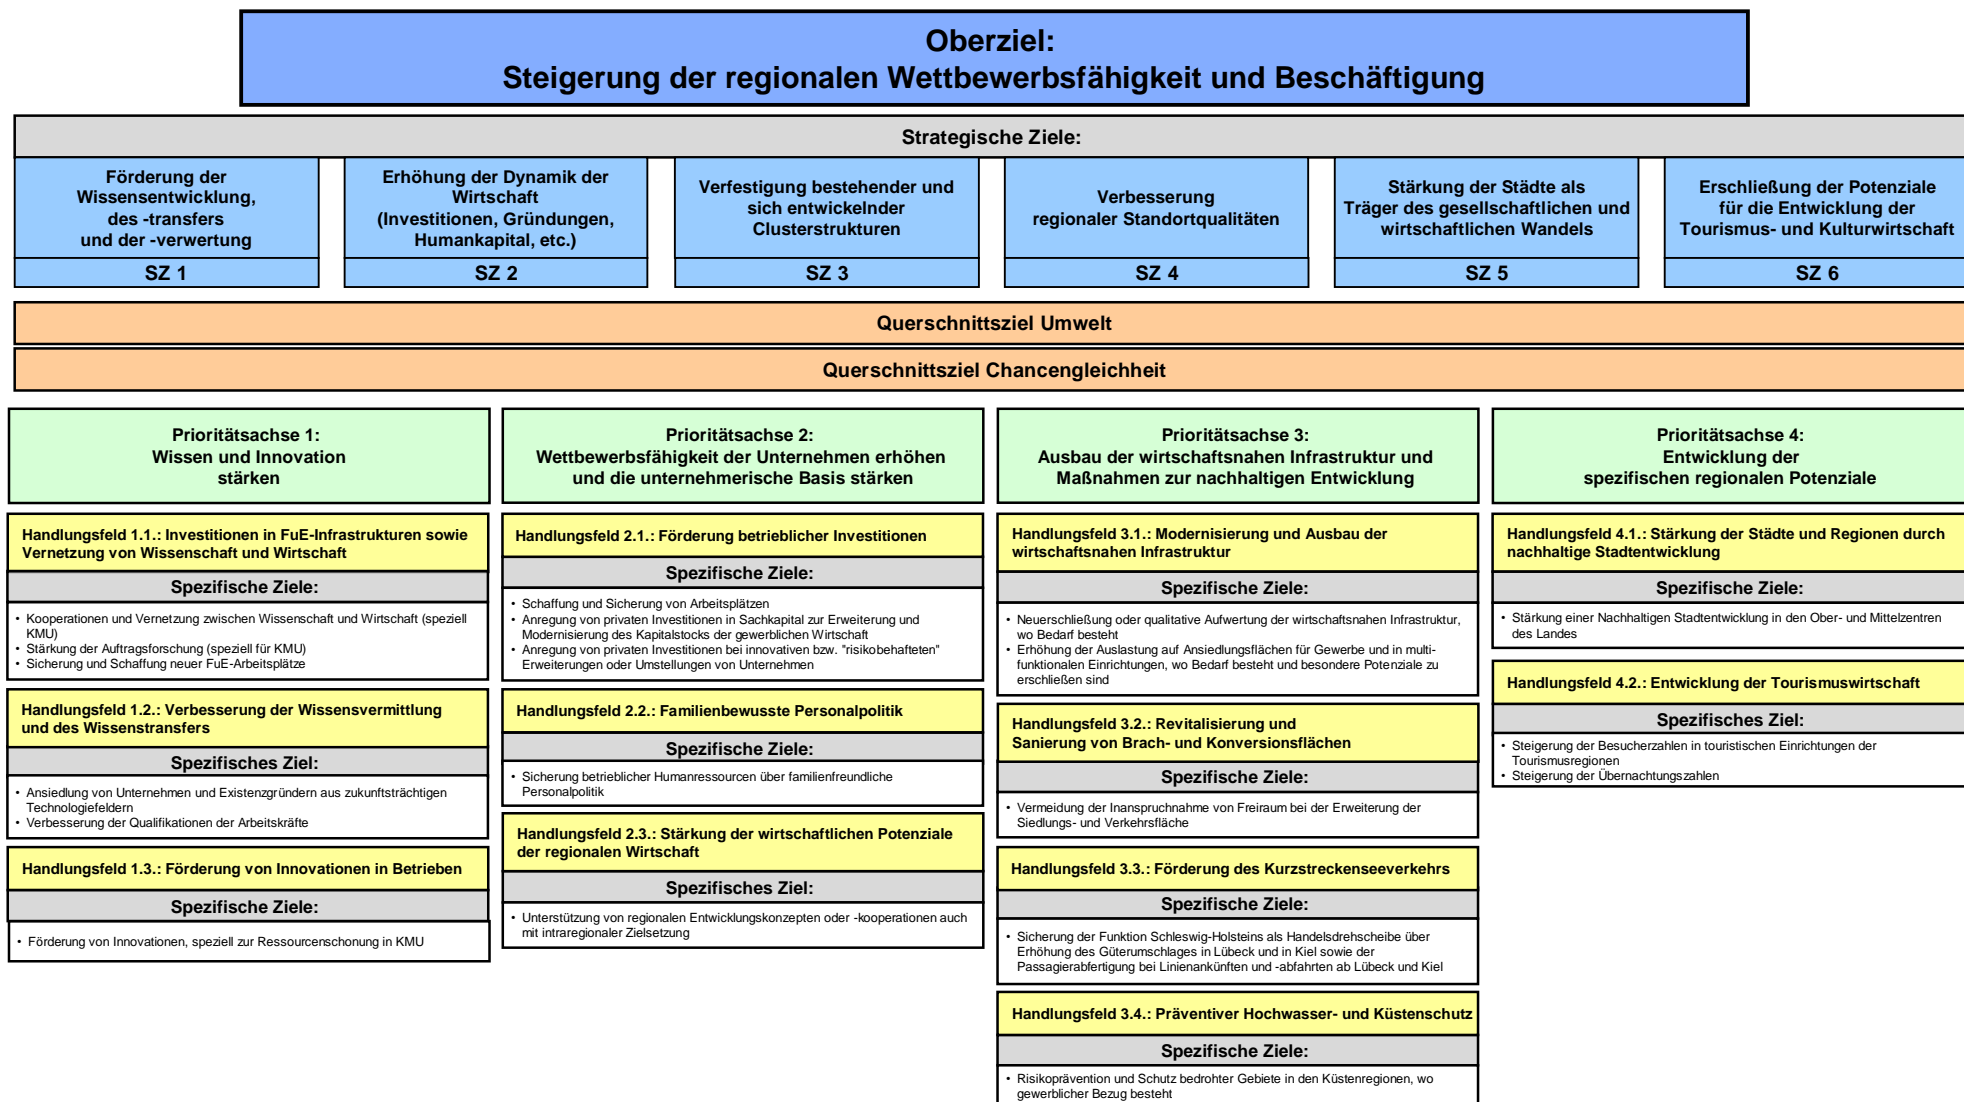 Oberziel:
Steigerung der regionalen Wettbewerbsfähigkeit und Beschäftigung
Strategische Ziele:
Förderung der
Wissensentwicklung,
des -transfers
und der -verwertung
SZ 1
Erhöhung der Dynamik der
Wirtschaft
(Investitionen, Gründungen,
Humankapital, etc.)
SZ 2
Verfestigung bestehender und
sich entwickelnder
Clusterstrukturen
SZ 3
Verbesserung
regionaler Standortqualitäten
SZ 4
Stärkung der Städte als
Träger des gesellschaftlichen und
wirtschaftlichen Wandels
SZ 5
Erschließung der Potenziale
für die Entwicklung der
Tourismus- und Kulturwirtschaft
SZ 6
Querschnittsziel Umwelt
Querschnittsziel Chancengleichheit
Prioritätsachse 1:
Wissen und Innovation
stärken
Handlungsfeld 1.1.: Investitionen in FuE-Infrastrukturen sowie
Vernetzung von Wissenschaft und Wirtschaft
Spezifische Ziele:
• Kooperationen und Vernetzung zwischen Wissenschaft und Wirtschaft (speziell
KMU)
• Stärkung der Auftragsforschung (speziell für KMU)
• Sicherung und Schaffung neuer FuE-Arbeitsplätze
Handlungsfeld 1.2.: Verbesserung der Wissensvermittlung
und des Wissenstransfers
Spezifisches Ziel:
• Ansiedlung von Unternehmen und Existenzgründern aus zukunftsträchtigen
Technologiefeldern
• Verbesserung der Qualifikationen der Arbeitskräfte
Handlungsfeld 1.3.: Förderung von Innovationen in Betrieben
Spezifische Ziele:
• Förderung von Innovationen, speziell zur Ressourcenschonung in KMU
Prioritätsachse 2:
Wettbewerbsfähigkeit der Unternehmen erhöhen
und die unternehmerische Basis stärken
Handlungsfeld 2.1.: Förderung betrieblicher Investitionen
Spezifische Ziele:
• Schaffung und Sicherung von Arbeitsplätzen
• Anregung von privaten Investitionen in Sachkapital zur Erweiterung und
Modernisierung des Kapitalstocks der gewerblichen Wirtschaft
• Anregung von privaten Investitionen bei innovativen bzw. "risikobehafteten"
Erweiterungen oder Umstellungen von Unternehmen
Handlungsfeld 2.2.: Familienbewusste Personalpolitik
Spezifische Ziele:
• Sicherung betrieblicher Humanressourcen über familienfreundliche
Personalpolitik
Handlungsfeld 2.3.: Stärkung der wirtschaftlichen Potenziale
der regionalen Wirtschaft
Spezifisches Ziel:
• Unterstützung von regionalen Entwicklungskonzepten oder -kooperationen auch
mit intraregionaler Zielsetzung
Prioritätsachse 3:
Ausbau der wirtschaftsnahen Infrastruktur und
Maßnahmen zur nachhaltigen Entwicklung
Handlungsfeld 3.1.: Modernisierung und Ausbau der
wirtschaftsnahen Infrastruktur
Spezifische Ziele:
• Neuerschließung oder qualitative Aufwertung der wirtschaftsnahen Infrastruktur,
wo Bedarf besteht
• Erhöhung der Auslastung auf Ansiedlungsflächen für Gewerbe und in multi-
funktionalen Einrichtungen, wo Bedarf besteht und besondere Potenziale zu
erschließen sind
Handlungsfeld 3.2.: Revitalisierung und
Sanierung von Brach- und Konversionsflächen
Spezifische Ziele:
• Vermeidung der Inanspruchnahme von Freiraum bei der Erweiterung der
Siedlungs- und Verkehrsfläche
Handlungsfeld 3.3.: Förderung des Kurzstreckenseeverkehrs
Spezifische Ziele:
• Sicherung der Funktion Schleswig-Holsteins als Handelsdrehscheibe über
Erhöhung des Güterumschlages in Lübeck und in Kiel sowie der
Passagierabfertigung bei Linienankünften und -abfahrten ab Lübeck und Kiel
Handlungsfeld 3.4.: Präventiver Hochwasser- und Küstenschutz
Spezifische Ziele:
• Risikoprävention und Schutz bedrohter Gebiete in den Küstenregionen, wo
gewerblicher Bezug besteht
Prioritätsachse 4:
Entwicklung der
spezifischen regionalen Potenziale
Handlungsfeld 4.1.: Stärkung der Städte und Regionen durch
nachhaltige Stadtentwicklung
Spezifische Ziele:
• Stärkung einer Nachhaltigen Stadtentwicklung in den Ober- und Mittelzentren
des Landes
Handlungsfeld 4.2.: Entwicklung der Tourismuswirtschaft
Spezifisches Ziel:
• Steigerung der Besucherzahlen in touristischen Einrichtungen der
Tourismusregionen
• Steigerung der Übernachtungszahlen